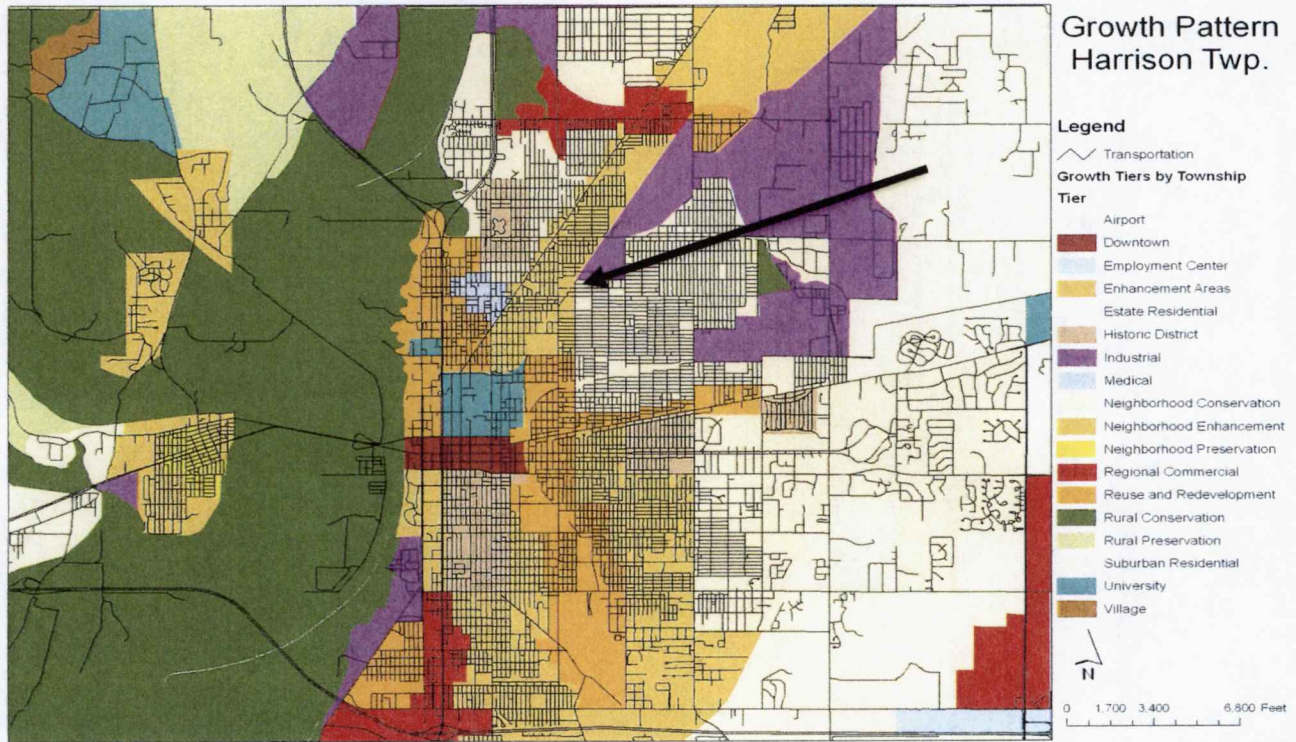 Growth Pattern
Harrison Twp.
Legend
Transportation
Growth Tiers by Township
Tier
Airport
Downtown
Employment Center
Enhancement Areas
Estate Residential
Historic District
Industrial
Medical
Neighborhood Conservation
Neighborhood Enhancement
Neighborhood Preservation
Regional Commercial
Reuse and Redevelopment
Rural Conservation
Rural Preservation
Suburban Residential
University
Village
N
0 1.700 3.400 6.800 Feet